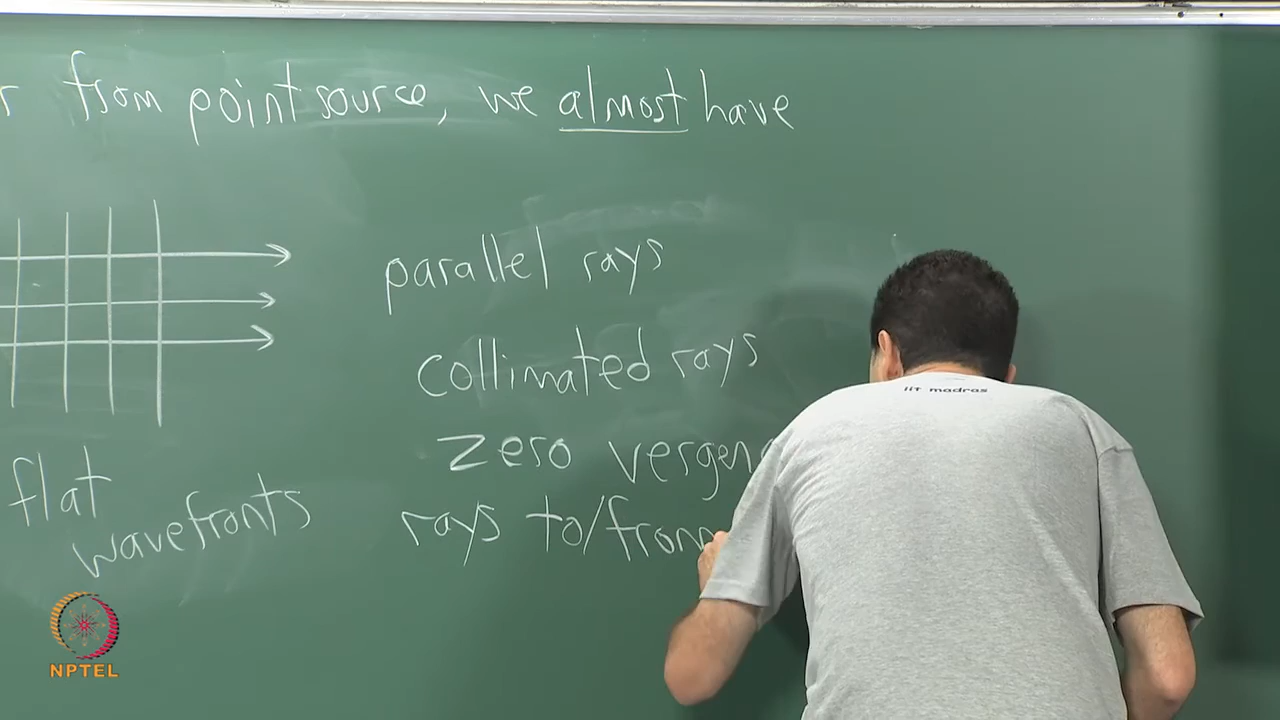 r from point source, we almost have
parallel rays
collimated rays
zero vergen
rays to/from
flat
wavefronts
iit madras
NPTEL